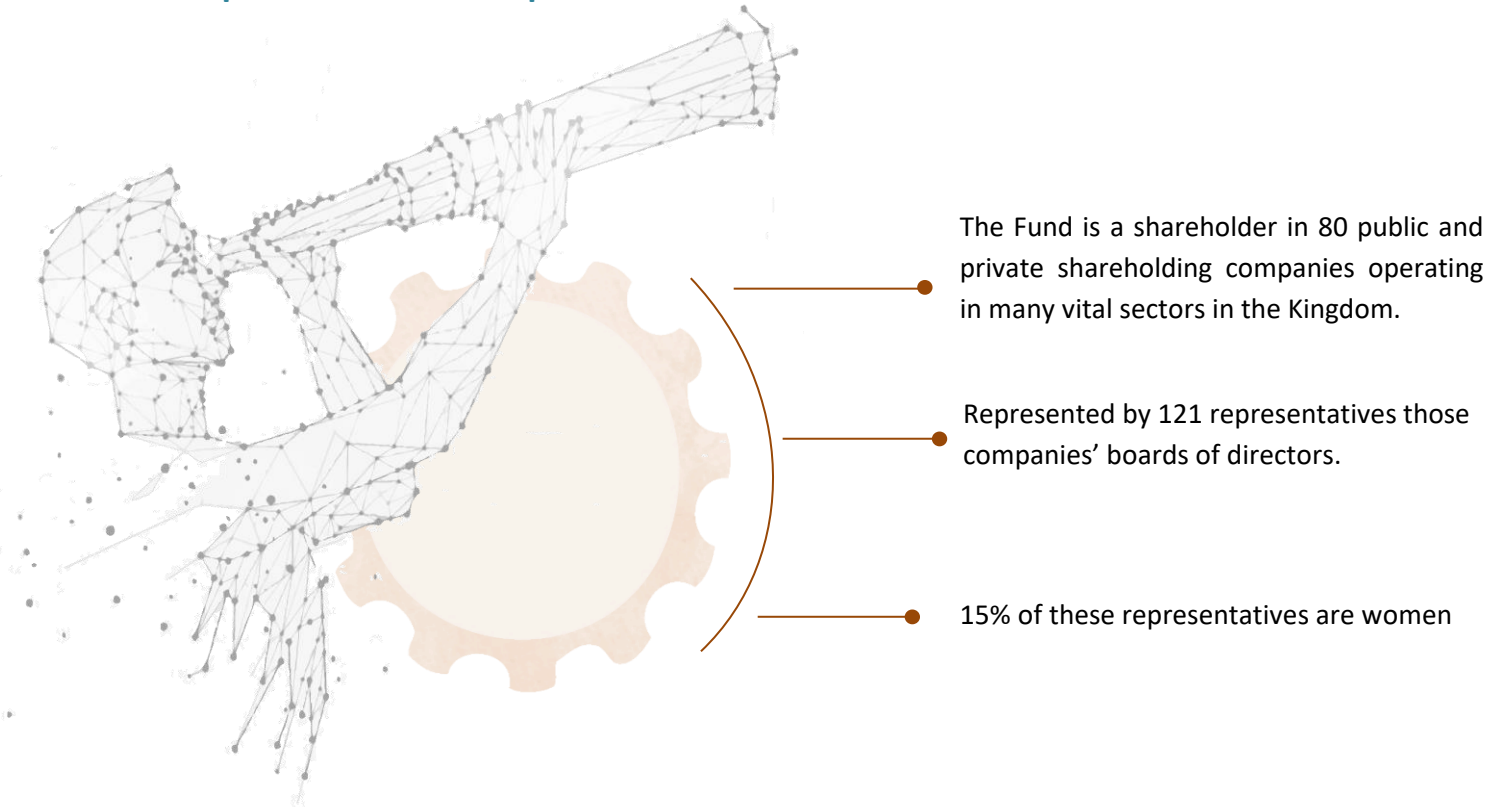 The Fund is a shareholder in 80 public and
private shareholding companies operating
in many vital sectors in the Kingdom.
Represented by 121 representatives those
companies’ boards of directors.
15% of these representatives are women